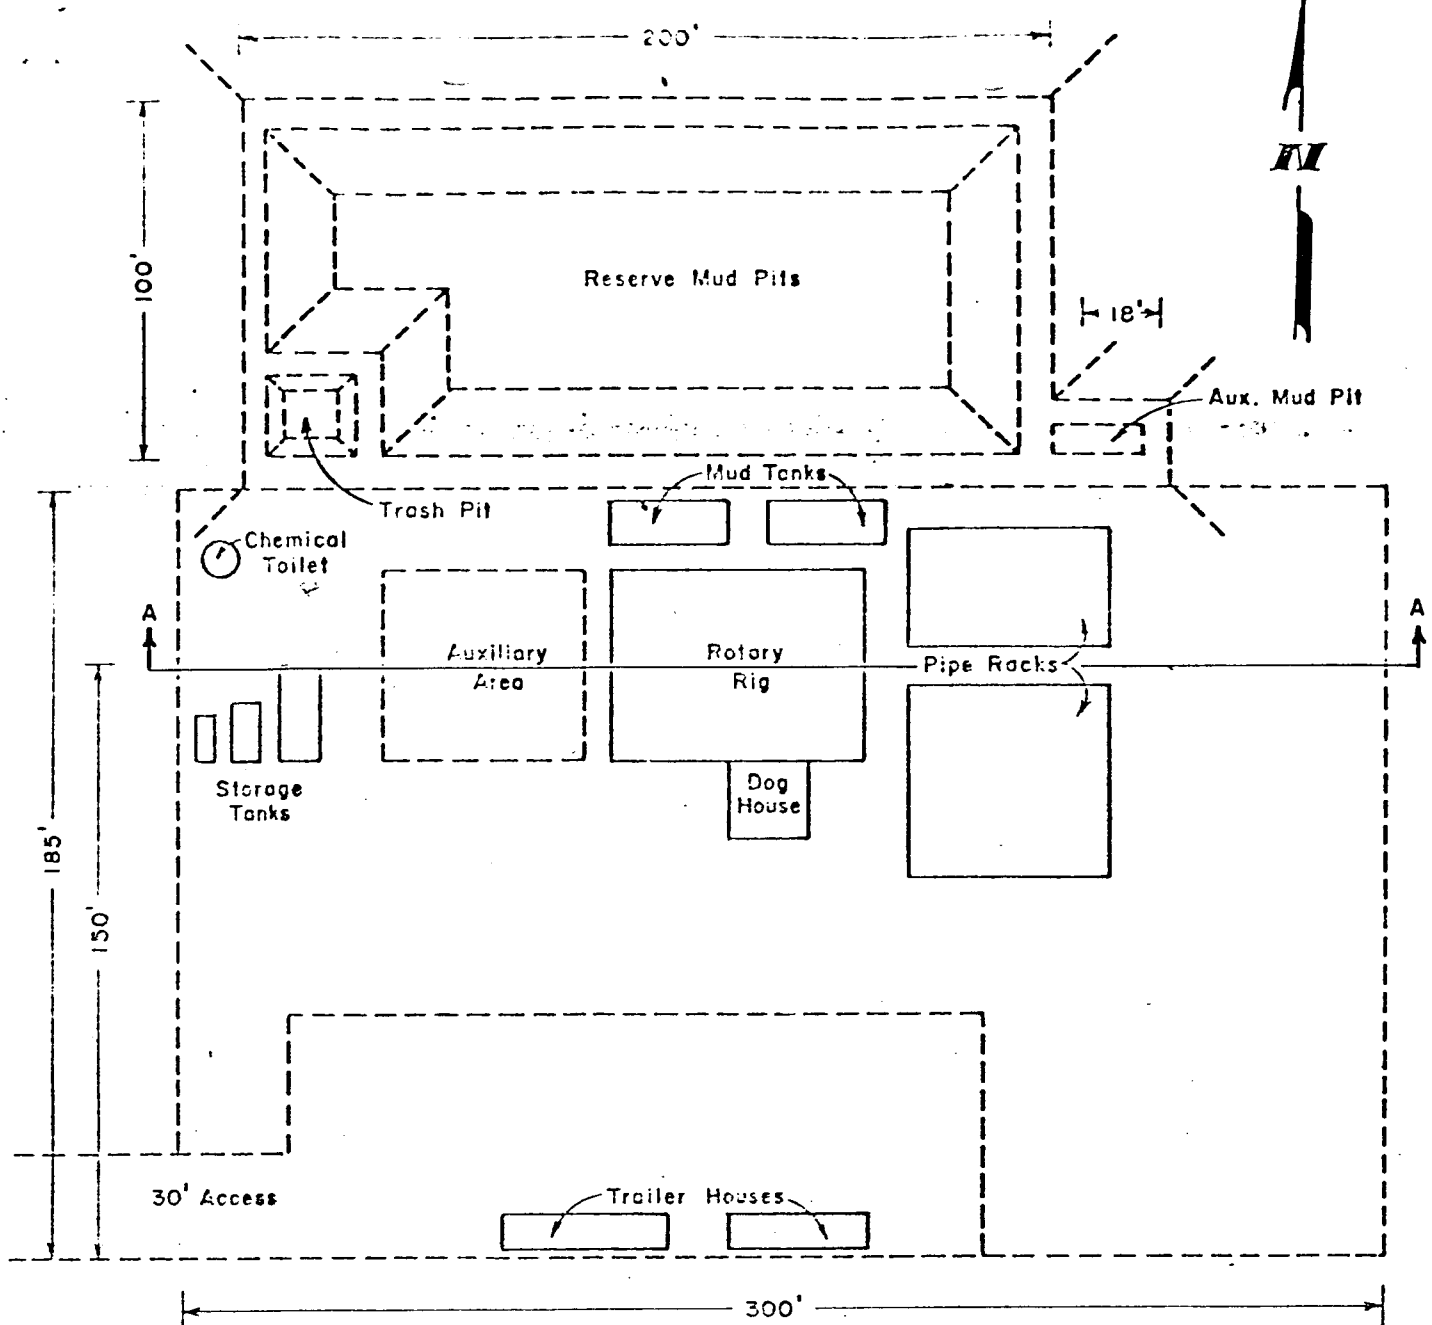 200'
N
100'
Reserve Mud Pits
18'
Aux. Mud Pit
Mud Tanks
Trash Pit
Chemical
Toilet
A
A
Auxiliary
Area
Rotary
Rig
Pipe Racks
Storage
Tanks
Dog
House
185'
150'
30' Access
Trailer Houses
300'